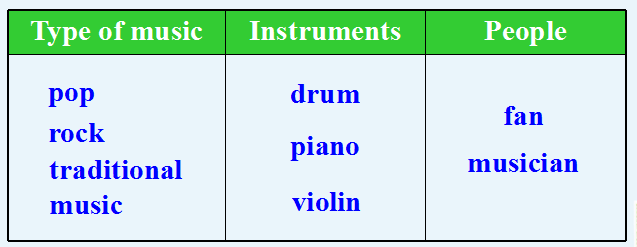 Type of music Instruments People
pop
rock
traditional
music
drum
piano
violin
fan
musician